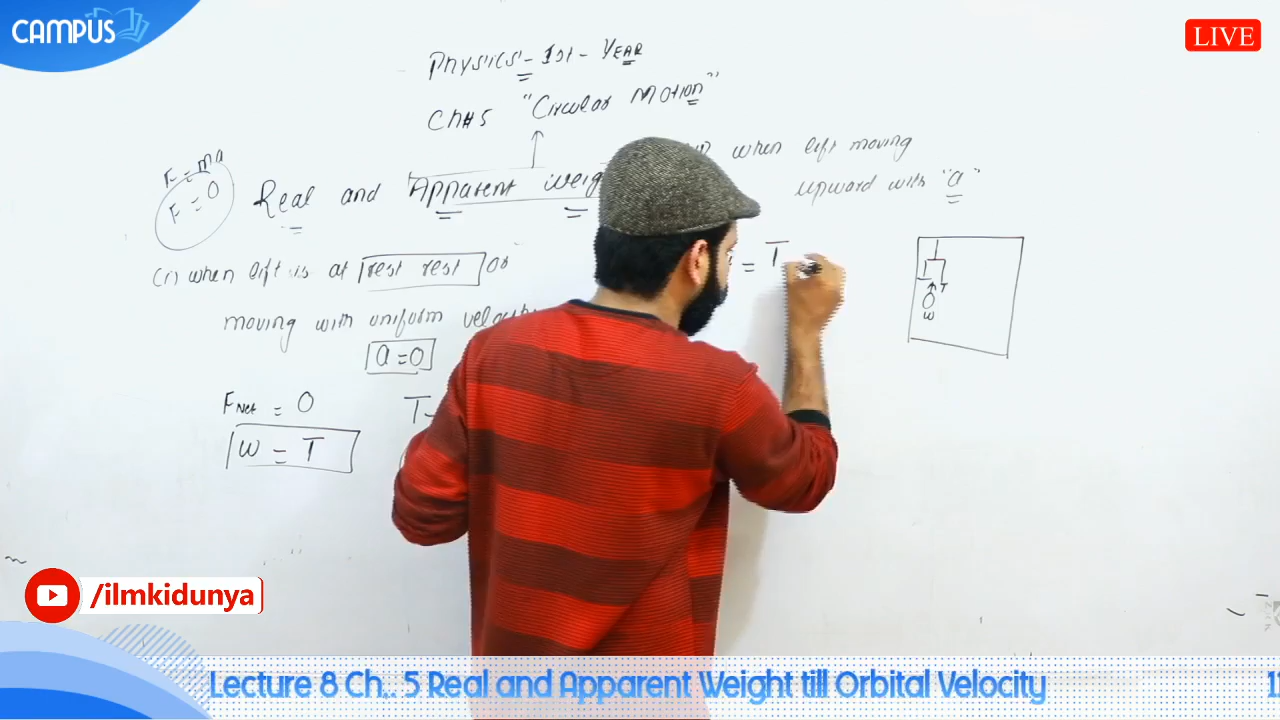 CAMPUS
LIVE
Physics - 1st - YEAR
CH#5 "Circular Motion"
F = ma
F = 0
Real and Apparent
when lift moving
upward with "a"
(i) when lift is at rest rest or
moving with uniform
a = 0
FNet = 0
T-
W = T
= T
T
W
/ilmkidunya
Lecture 8 Ch,. 5 Real and Apparent Weight till Orbital Velocity